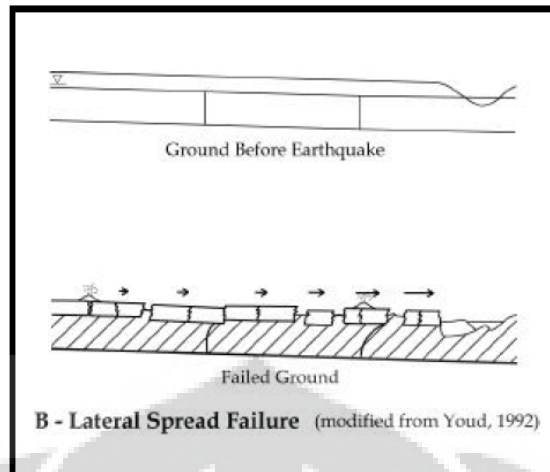 Ground Before Earthquake
Failed Ground
B - Lateral Spread Failure (modified from Youd, 1992)